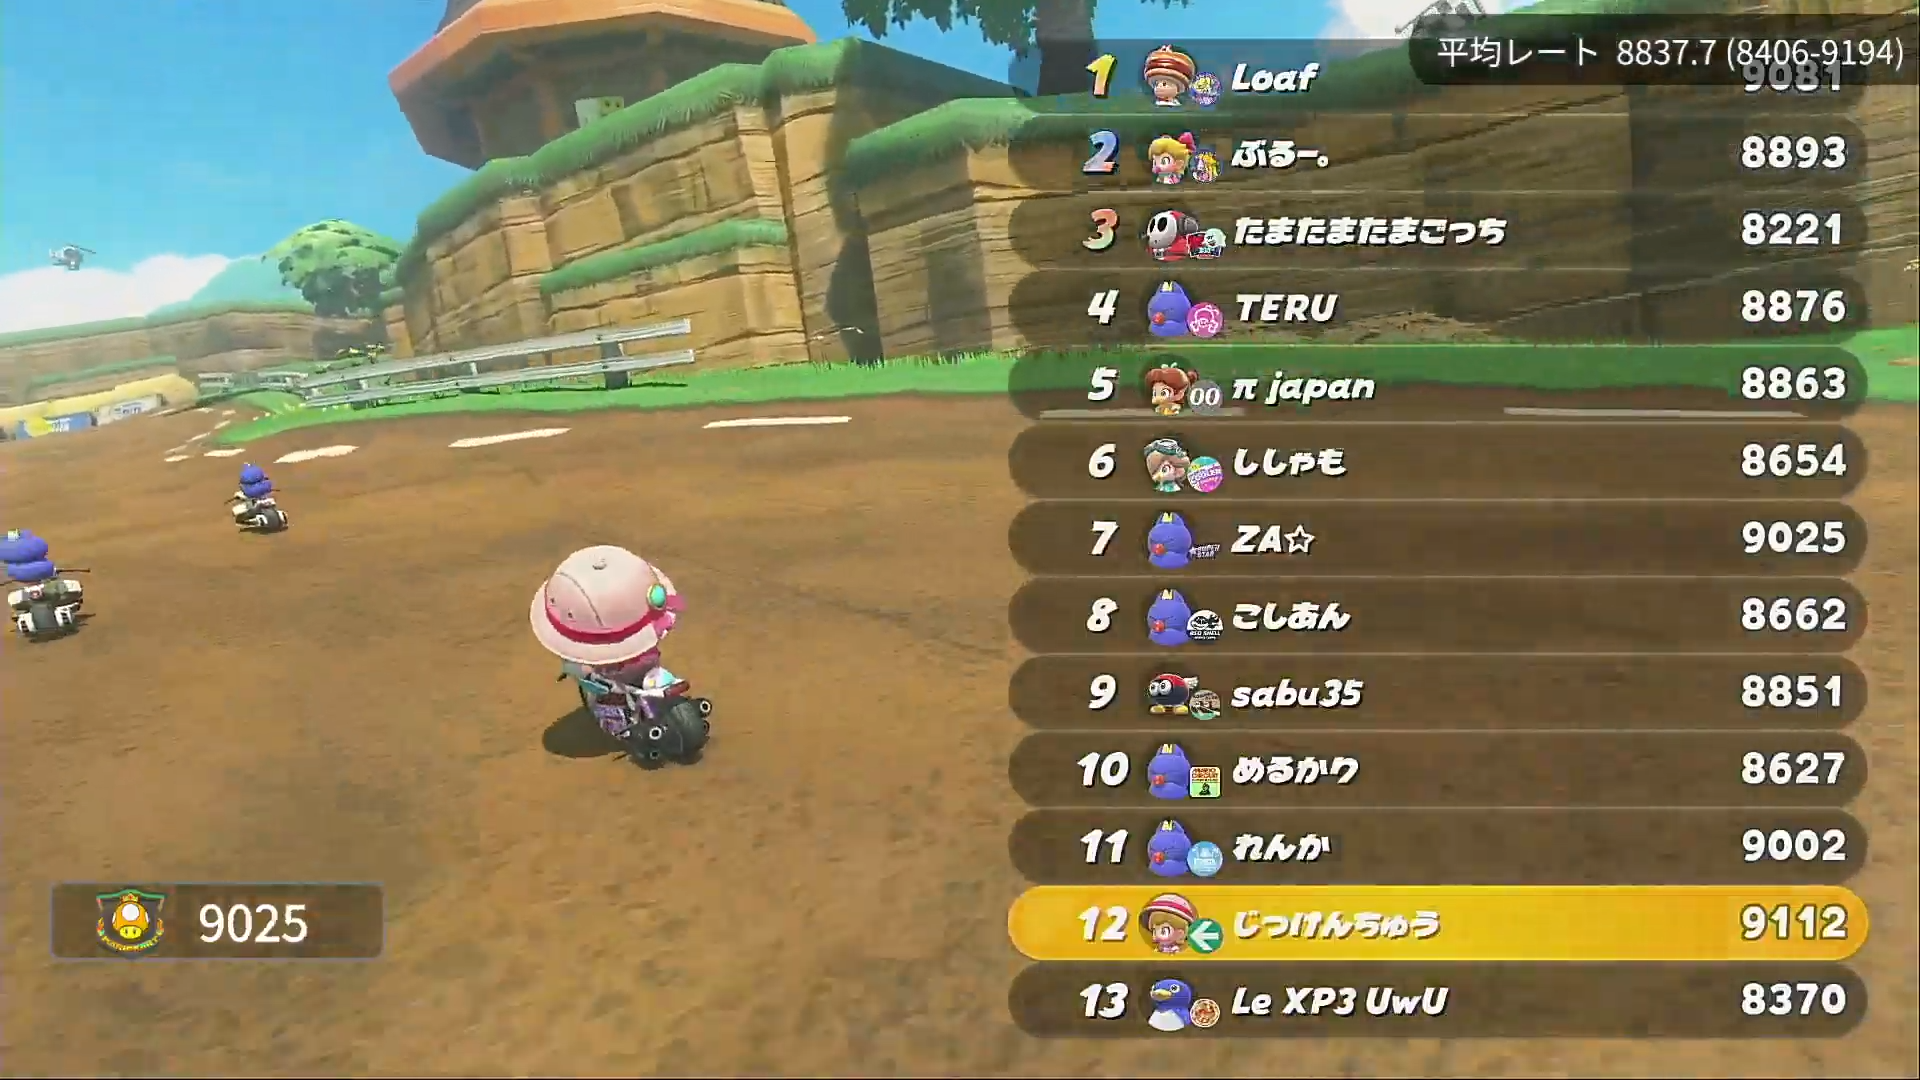 平均レート 8837.7 (8406-9194)
1 Loaf 9081
2 ぶるー。 8893
3 たまたまたまごっち 8221
4 TERU 8876
5 00 π japan 8863
6 ししゃも 8654
7 ZA☆ 9025
8 こしあん 8662
9 sabu35 8851
10 めるかり 8627
11 れんか 9002
12 じっけんちゅう 9112
13 Le XP3 UwU 8370
9025